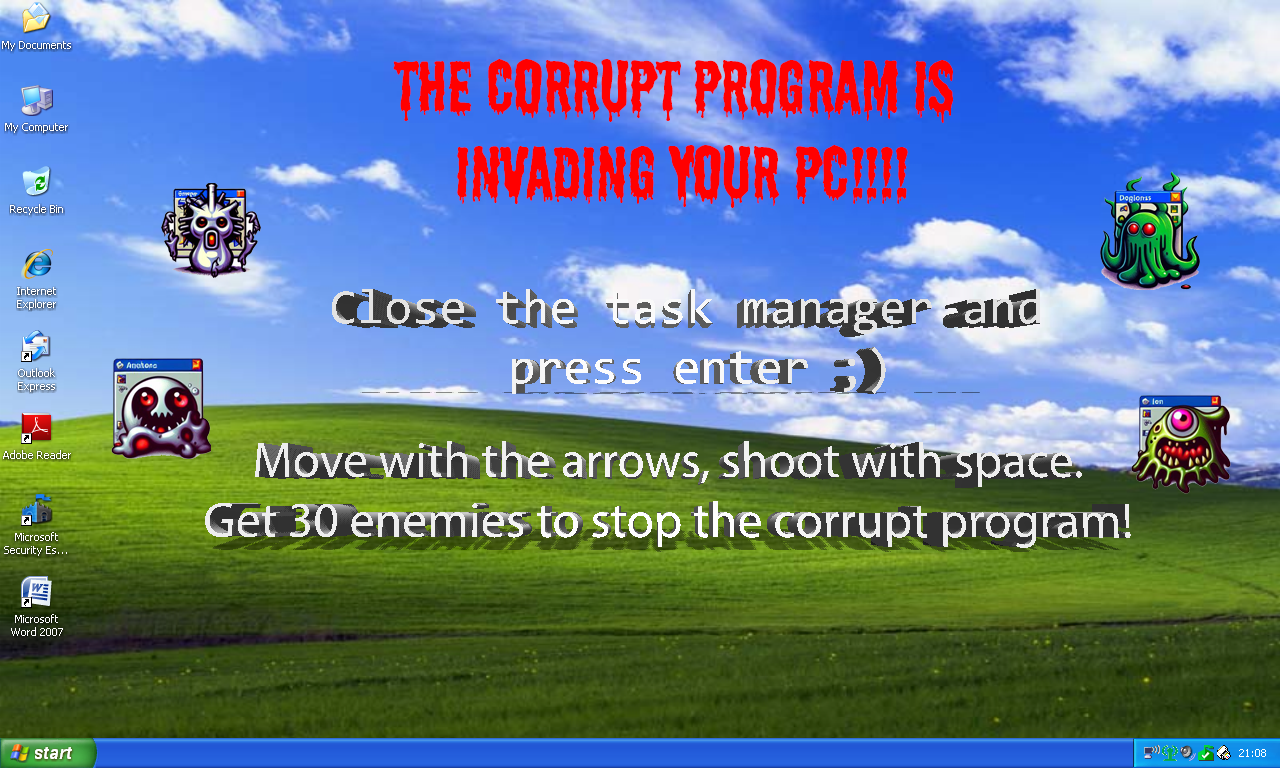 My Documents
My Computer
Recycle Bin
Internet
Explorer
Outlook
Express
Adobe Reader
Microsoft
Security Es...
Microsoft
Word 2007
THE CORRUPT PROGRAM IS
INVADING YOUR PC!!!!
Close the task manager and
press enter ;)
Move with the arrows, shoot with space.
Get 30 enemies to stop the corrupt program!
start
21:08